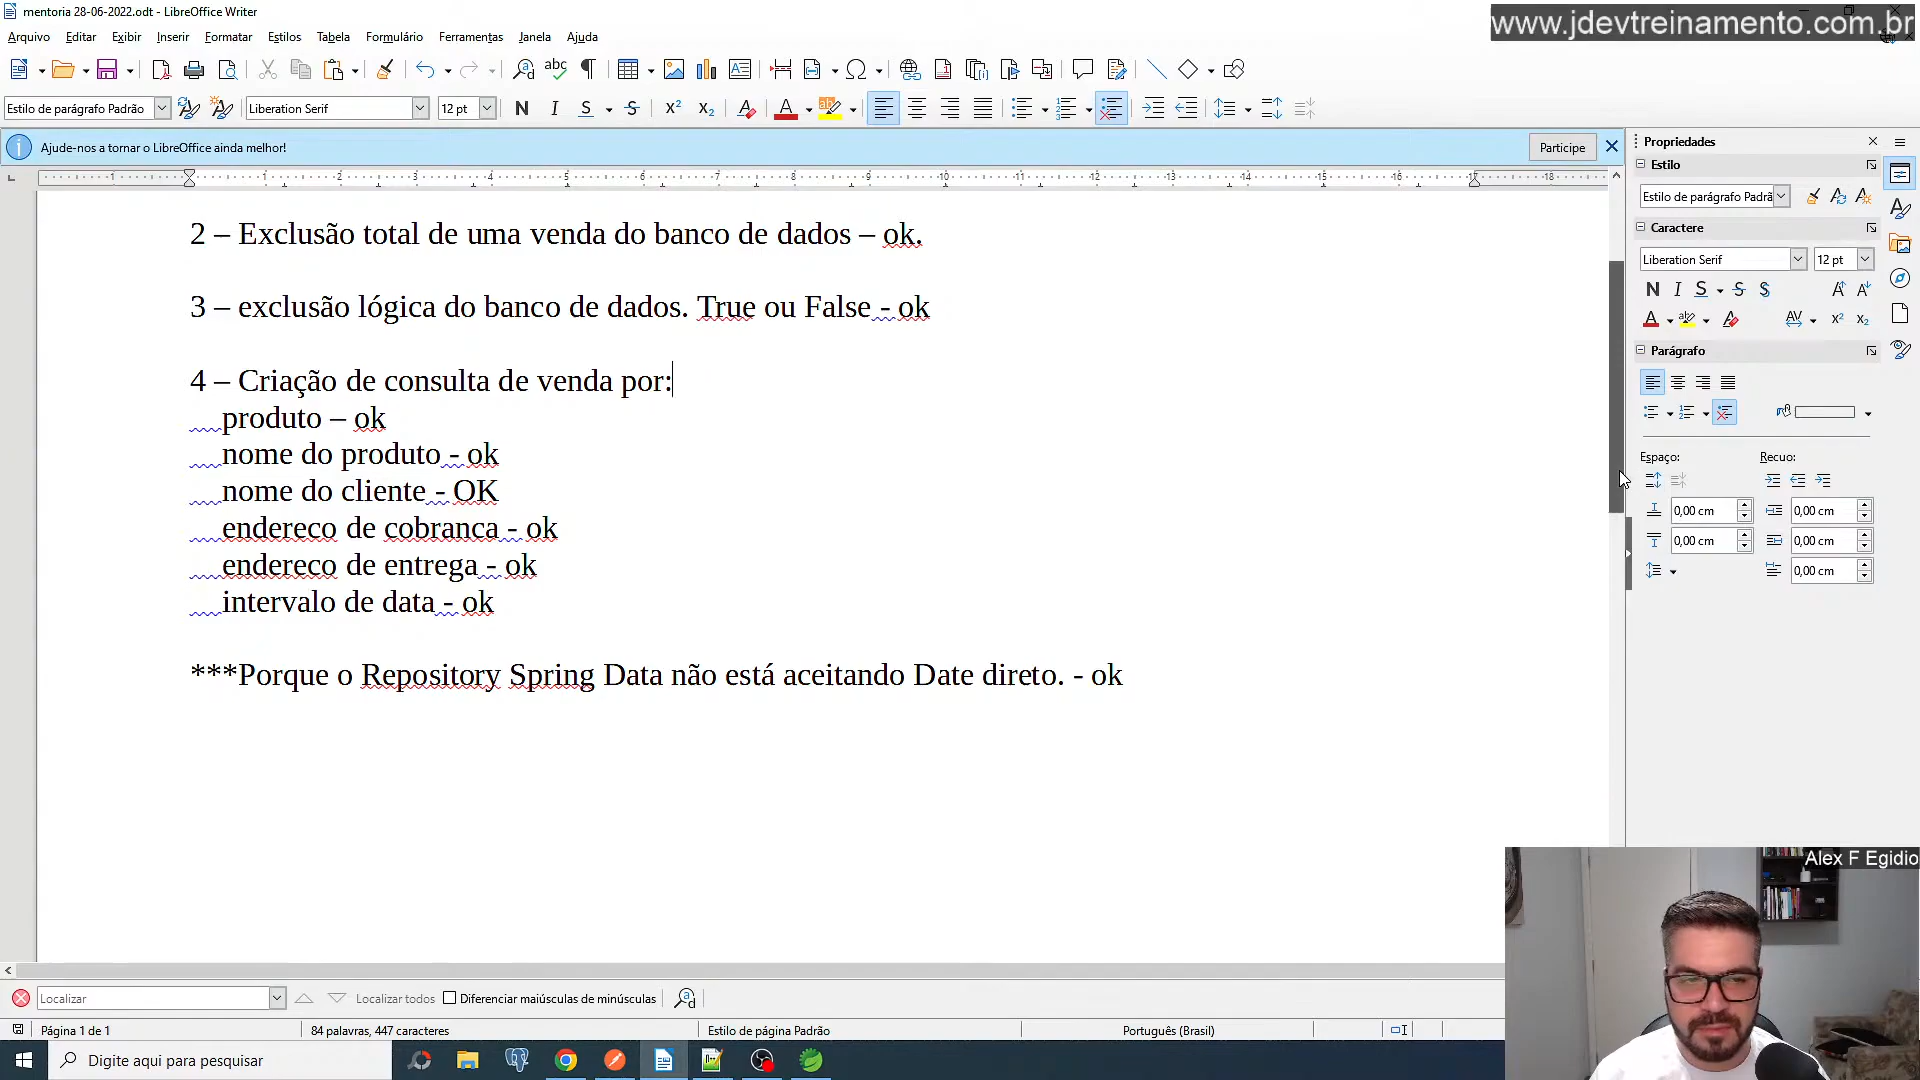 mentoria 28-06-2022.odt - LibreOffice Writer
www.jdevtreinamento.com.br
Arquivo Editar Exibir Inserir Formatar Estilos Tabela Formulário Ferramentas Janela Ajuda
Estilo de parágrafo Padrão Liberation Serif 12 pt N I S S X² X₂
Ajude-nos a tornar o LibreOffice ainda melhor! Participe
Propriedades
Estilo
Estilo de parágrafo Padrã
Caractere
Liberation Serif 12 pt
N I S S S
Parágrafo
Espaço: Recuo:
0,00 cm 0,00 cm
0,00 cm 0,00 cm
0,00 cm
2 – Exclusão total de uma venda do banco de dados – ok.
3 – exclusão lógica do banco de dados. True ou False - ok
4 – Criação de consulta de venda por:
produto – ok
nome do produto - ok
nome do cliente - OK
endereco de cobranca - ok
endereco de entrega - ok
intervalo de data - ok
***Porque o Repository Spring Data não está aceitando Date direto. - ok
Alex F Egidio
Localizar Localizar todos Diferenciar maiúsculas de minúsculas
Página 1 de 1 84 palavras, 447 caracteres Estilo de página Padrão Português (Brasil)
Digite aqui para pesquisar